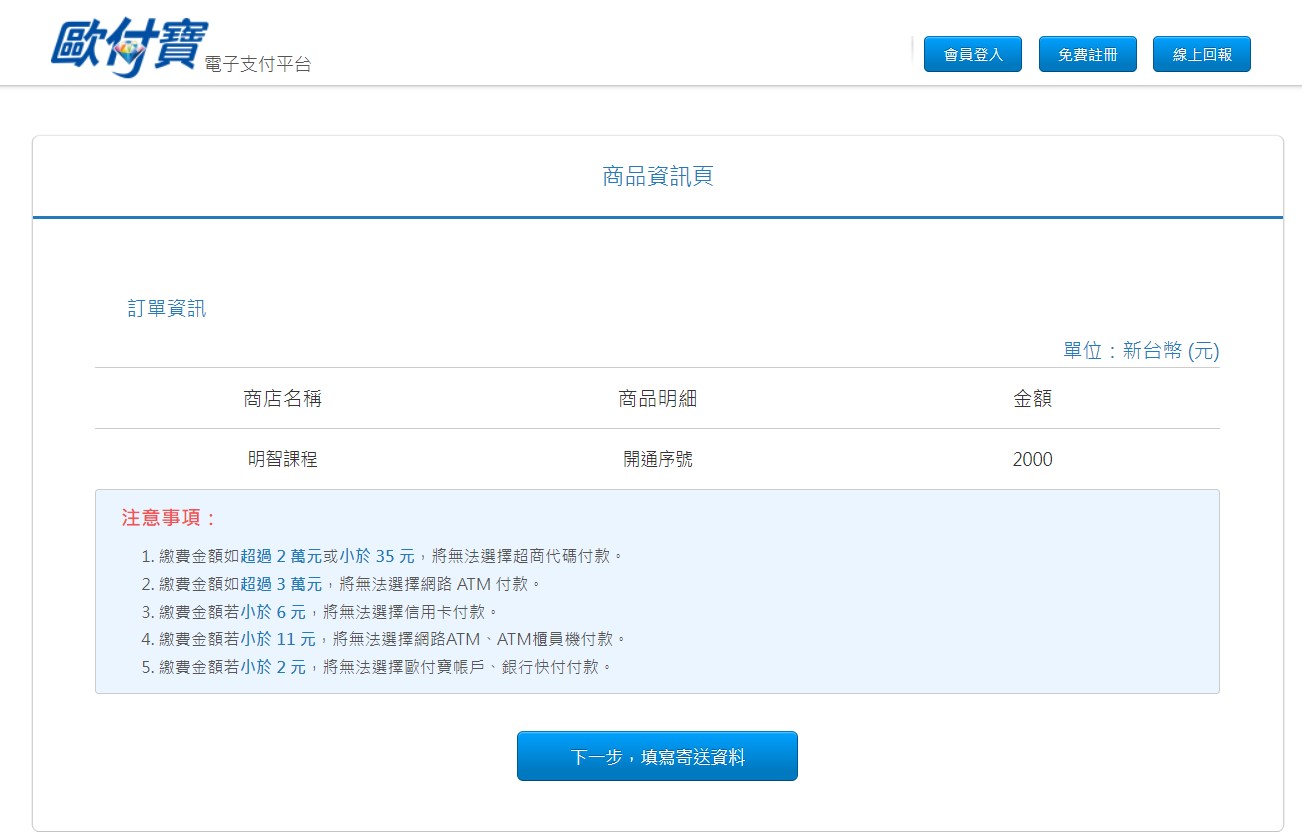 歐付寶 電子支付平台
會員登入 免費註冊 線上回報
商品資訊頁
訂單資訊
單位：新台幣 (元)
商店名稱 商品明細 金額
明智課程 開通序號 2000
注意事項：
1. 繳費金額如超過 2 萬元或小於 35 元，將無法選擇超商代碼付款。
2. 繳費金額如超過 3 萬元，將無法選擇網路 ATM 付款。
3. 繳費金額若小於 6 元，將無法選擇信用卡付款。
4. 繳費金額若小於 11 元，將無法選擇網路ATM、ATM櫃員機付款。
5. 繳費金額若小於 2 元，將無法選擇歐付寶帳戶、銀行快付付款。
下一步，填寫寄送資料